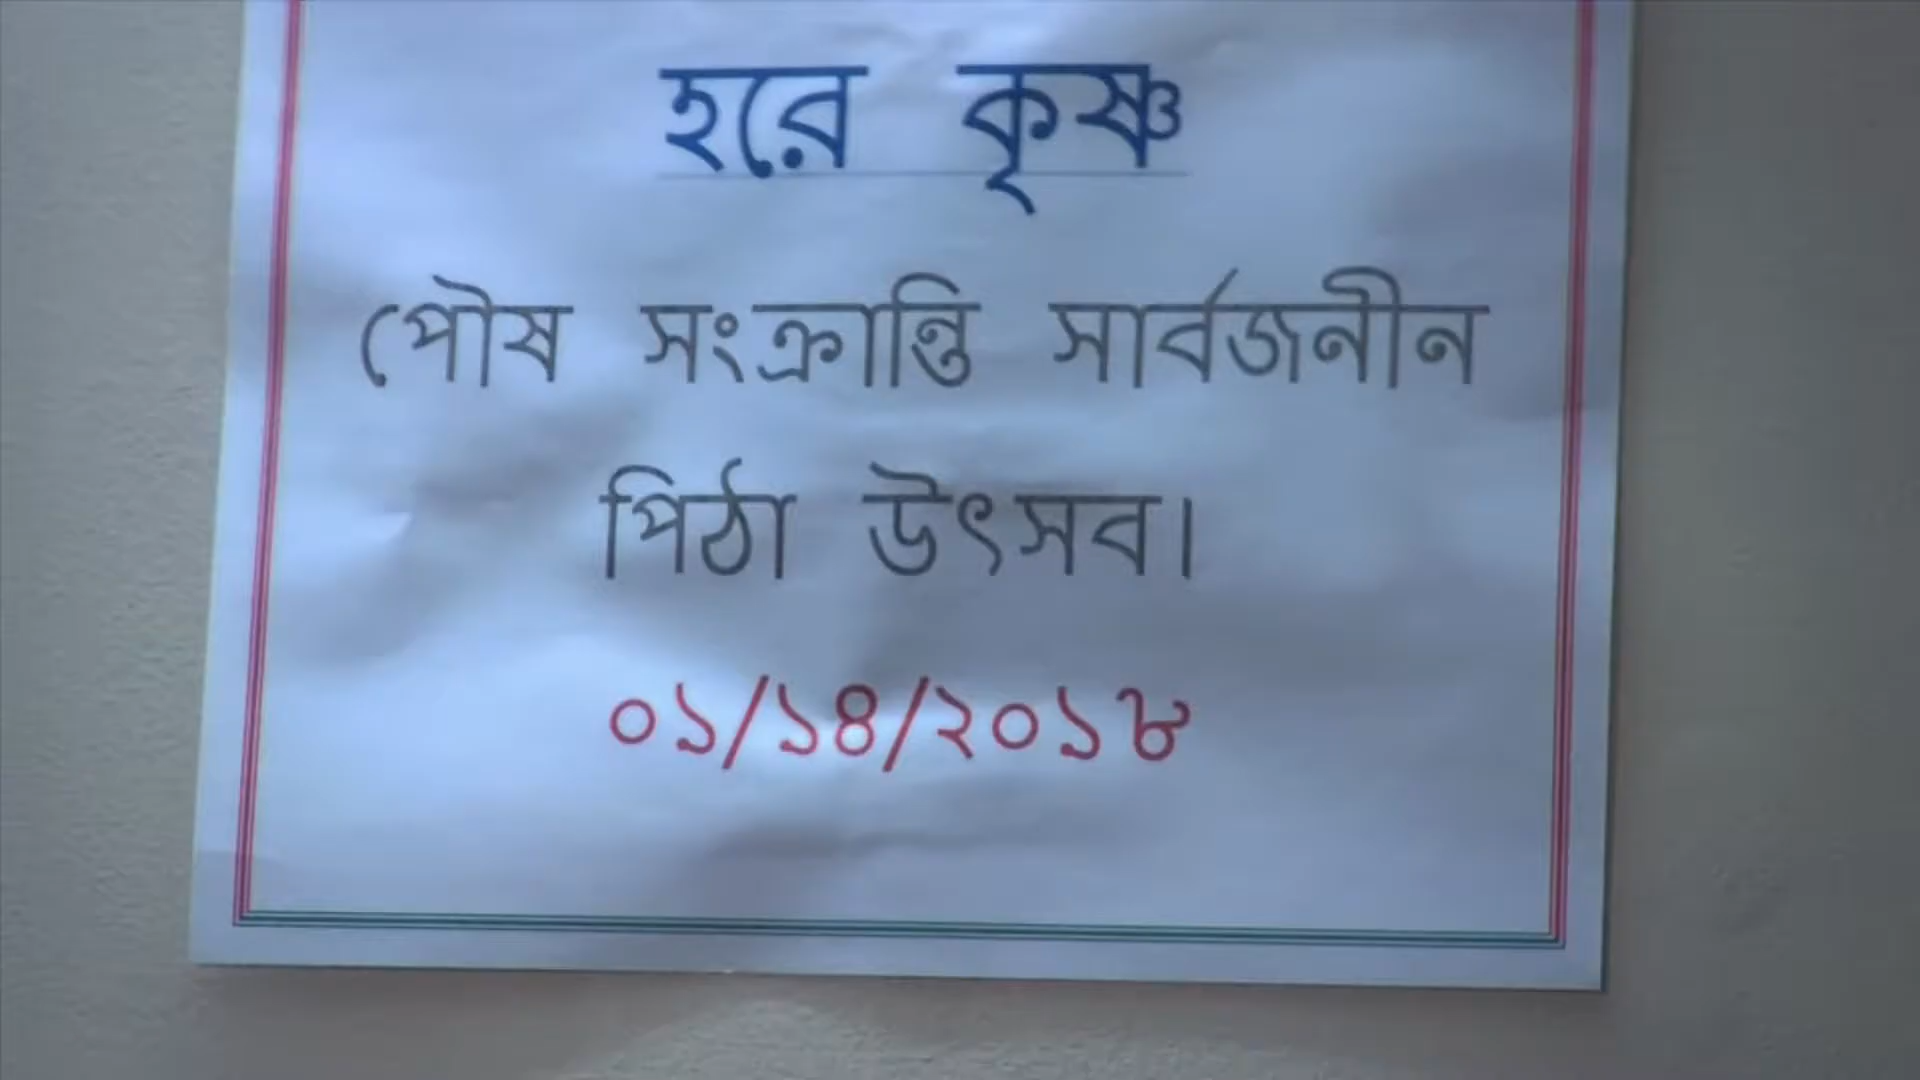 হরে কৃষ্ণ
পৌষ সংক্রান্তি সার্বজনীন
পিঠা উৎসব।
০১/১৪/২০১৮